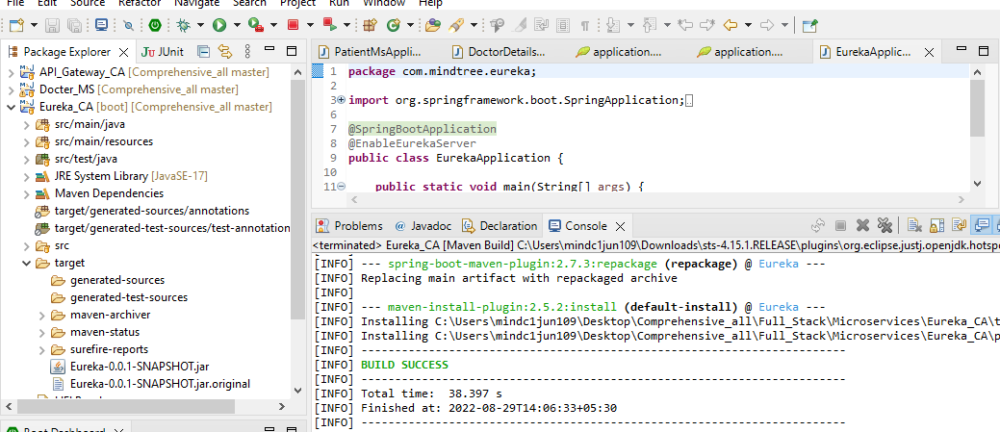 File Edit Source Refactor Navigate Search Project Run Window Help
Package Explorer
JUnit
API_Gateway_CA [Comprehensive_all master]
Docter_MS [Comprehensive_all master]
Eureka_CA [boot] [Comprehensive_all master]
src/main/java
src/main/resources
src/test/java
JRE System Library [JavaSE-17]
Maven Dependencies
target/generated-sources/annotations
target/generated-test-sources/test-annotation
src
target
generated-sources
generated-test-sources
maven-archiver
maven-status
surefire-reports
Eureka-0.0.1-SNAPSHOT.jar
Eureka-0.0.1-SNAPSHOT.jar.original
Boot Dashboard
PatientMsAppli...
DoctorDetails...
application....
application....
EurekaApplic...
1 package com.mindtree.eureka;
2
3 import org.springframework.boot.SpringApplication;
6
7 @SpringBootApplication
8 @EnableEurekaServer
9 public class EurekaApplication {
10
11 public static void main(String[] args) {
Problems @ Javadoc Declaration Console
<terminated> Eureka_CA [Maven Build] C:\Users\mindc1jun109\Downloads\sts-4.15.1.RELEASE\plugins\org.eclipse.justj.openjdk.hotsp
[INFO]
[INFO] --- spring-boot-maven-plugin:2.7.3:repackage (repackage) @ Eureka ---
[INFO] Replacing main artifact with repackaged archive
[INFO]
[INFO] --- maven-install-plugin:2.5.2:install (default-install) @ Eureka ---
[INFO] Installing C:\Users\mindc1jun109\Desktop\Comprehensive_all\Full_Stack\Microservices\Eureka_CA\t
[INFO] Installing C:\Users\mindc1jun109\Desktop\Comprehensive_all\Full_Stack\Microservices\Eureka_CA\p
[INFO] ------------------------------------------------------------------------
[INFO] BUILD SUCCESS
[INFO] ------------------------------------------------------------------------
[INFO] Total time:  38.397 s
[INFO] Finished at: 2022-08-29T14:06:33+05:30
[INFO] ------------------------------------------------------------------------